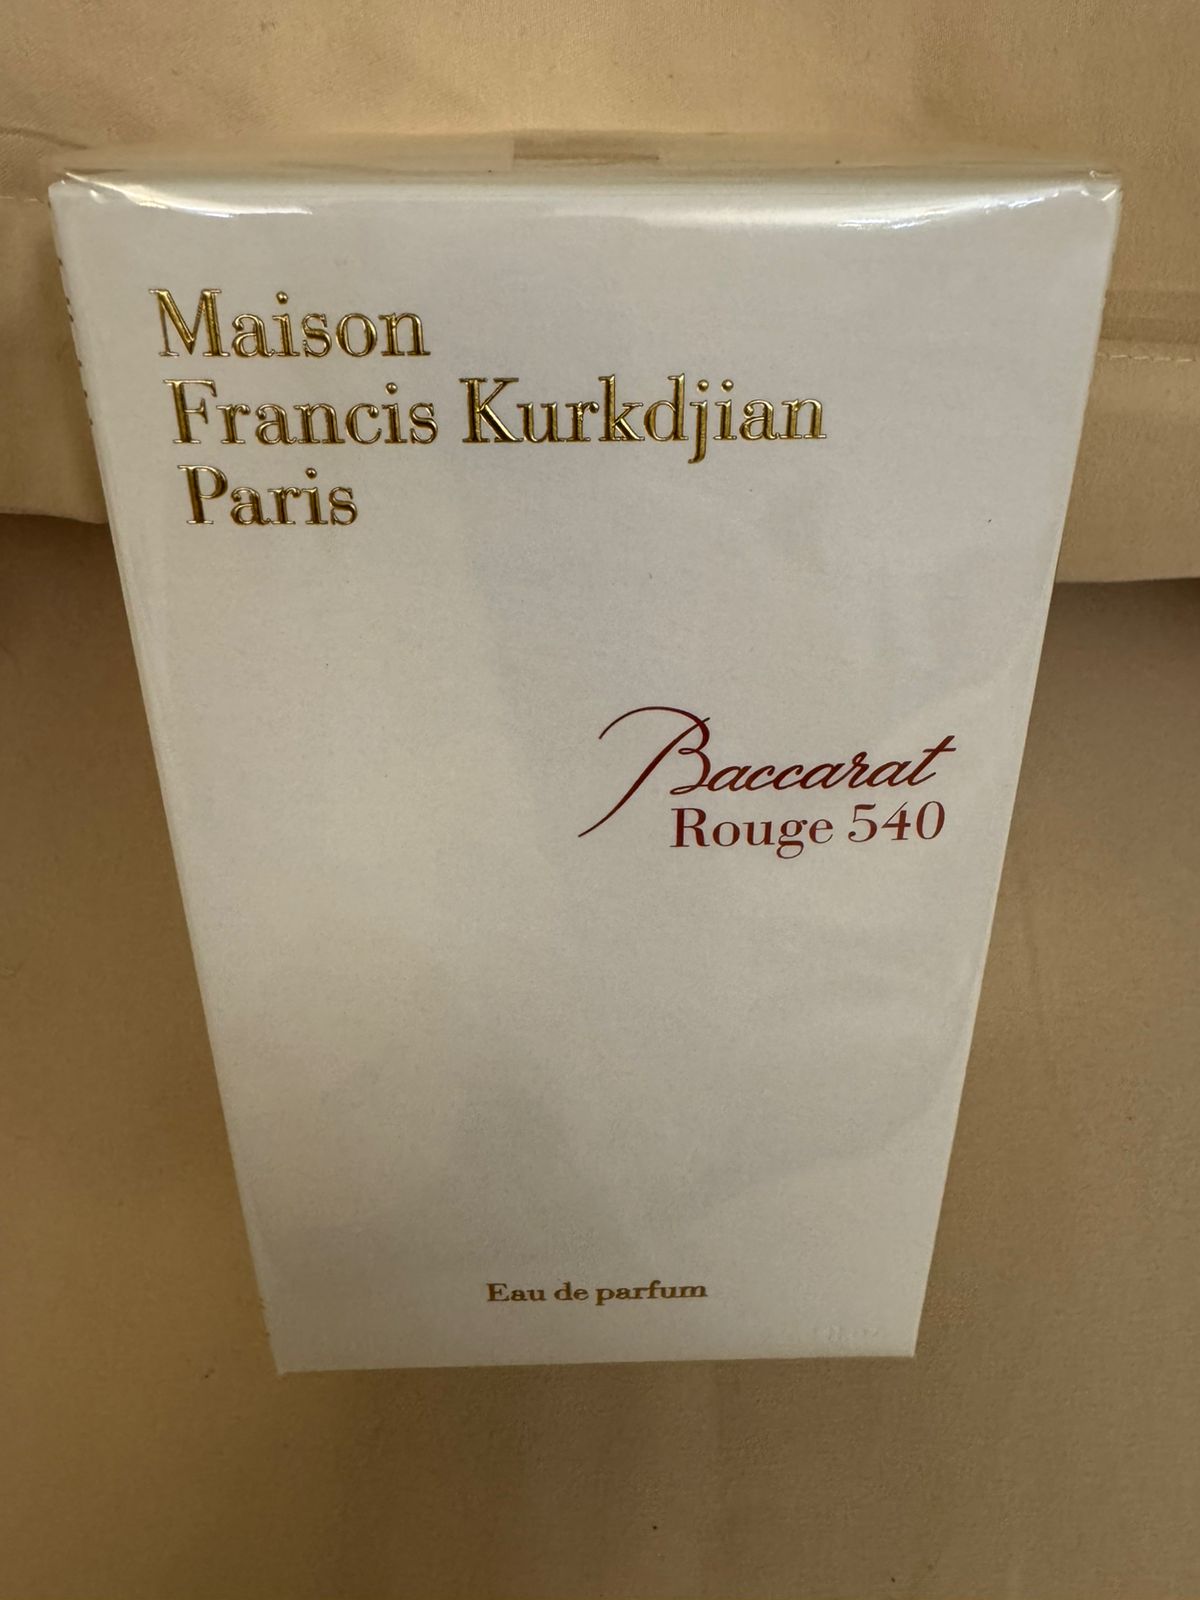 Maison
Francis Kurkdjian
Paris
Baccarat
Rouge 540
Eau de parfum